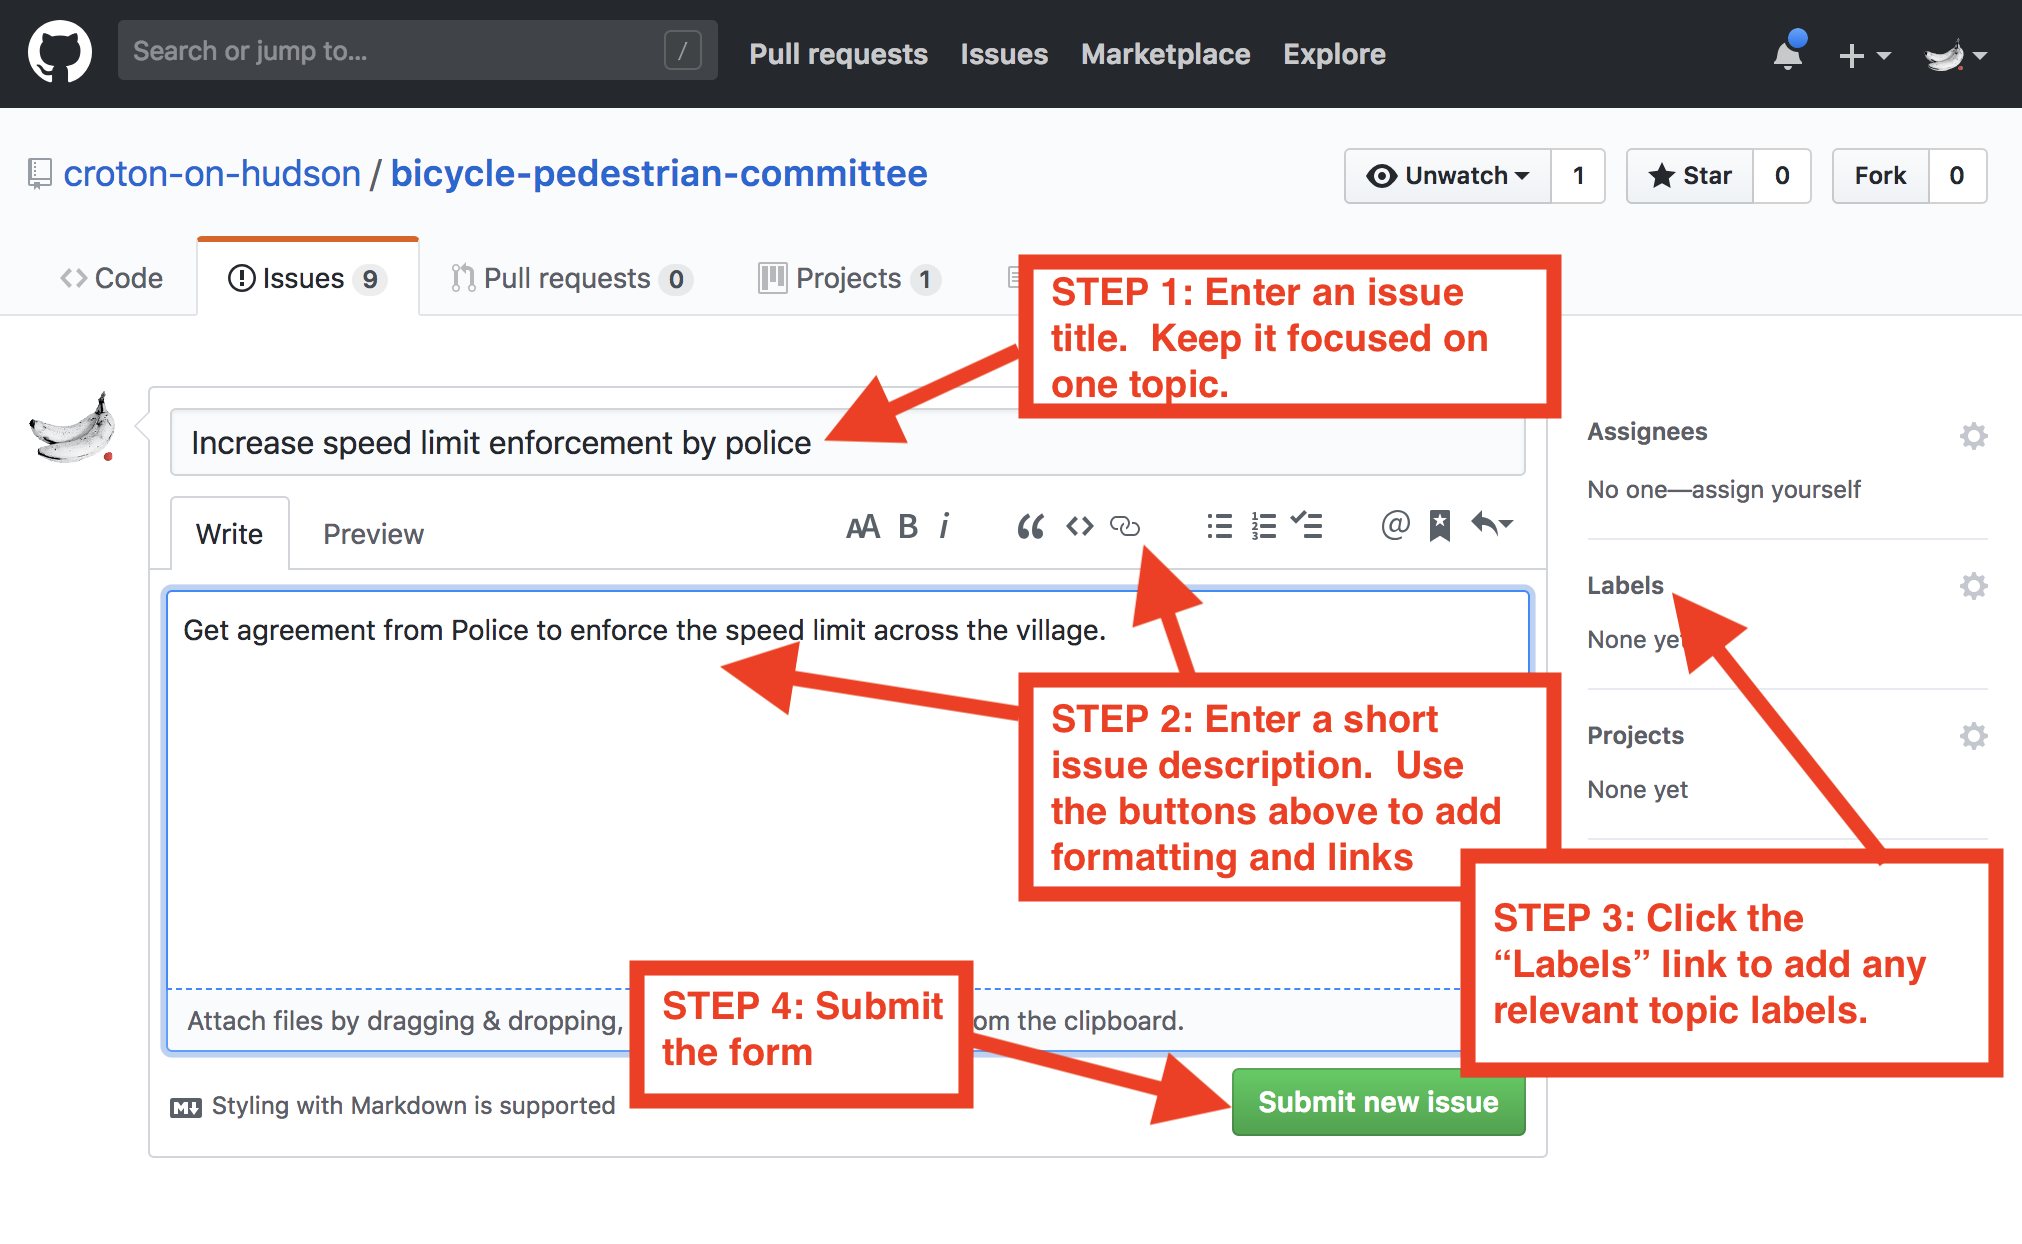 Search or jump to... /
Pull requests
Issues
Marketplace
Explore
croton-on-hudson / bicycle-pedestrian-committee
Unwatch 1
Star 0
Fork 0
Code
Issues 9
Pull requests 0
Projects 1
STEP 1: Enter an issue
title.  Keep it focused on
one topic.
Increase speed limit enforcement by police
Write
Preview
AA B i
Get agreement from Police to enforce the speed limit across the village.
STEP 2: Enter a short
issue description.  Use
the buttons above to add
formatting and links
Assignees
No one—assign yourself
Labels
None yet
Projects
None yet
STEP 3: Click the
“Labels” link to add any
relevant topic labels.
STEP 4: Submit
the form
Attach files by dragging & dropping, om the clipboard.
Styling with Markdown is supported
Submit new issue